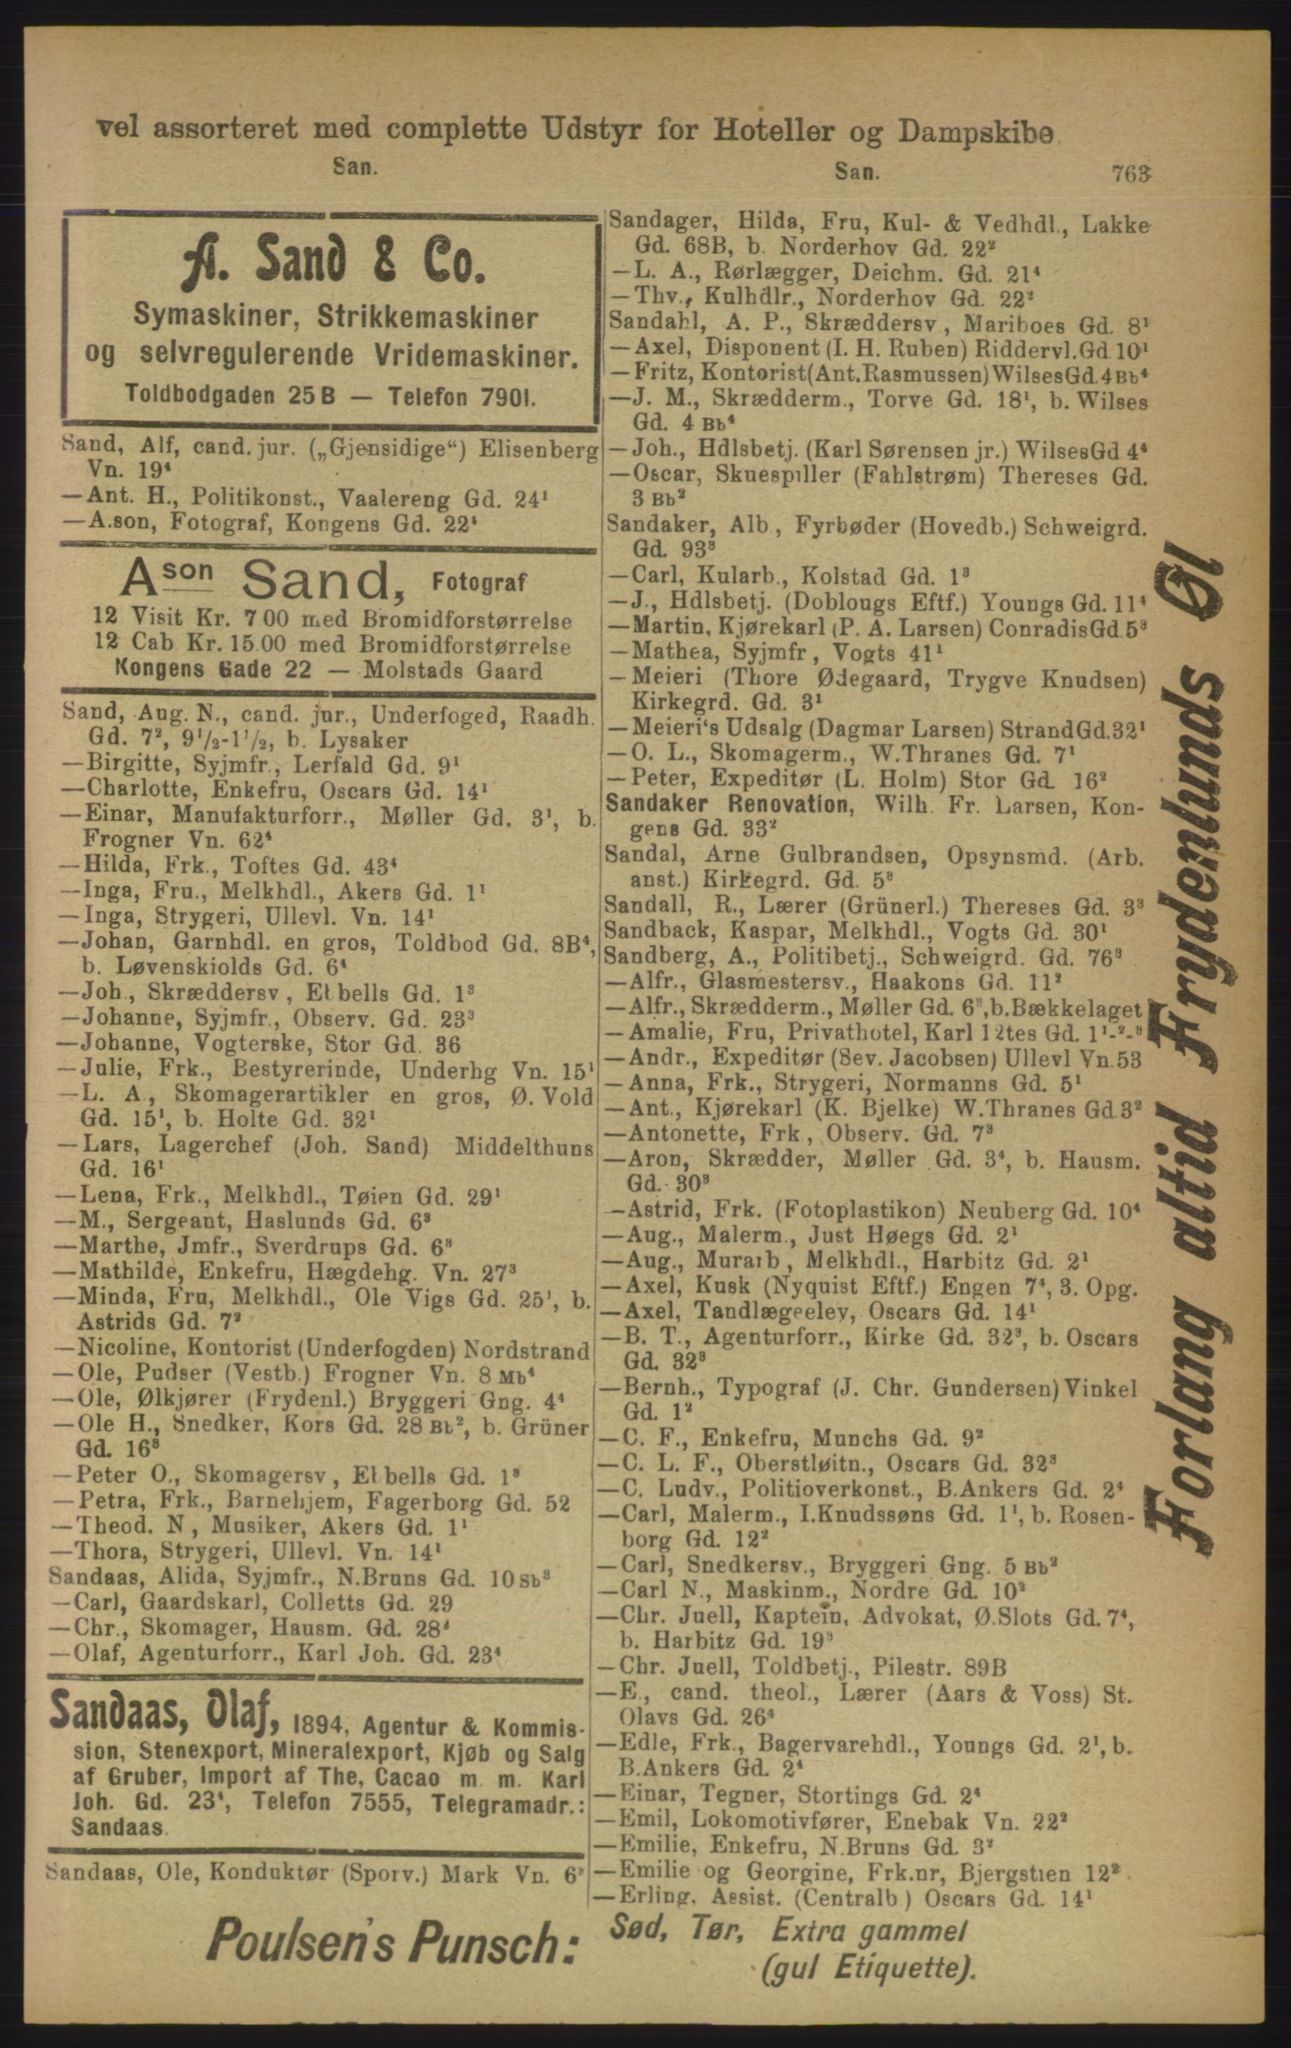 vel assorteret med complette Udstyr for Hoteller og Dampskibe
San.
San.
763
A. Sand & Co.
Symaskiner, Strikkemaskiner
og selvregulerende Vridemaskiner.
Toldbodgaden 25 B — Telefon 7901.
Sand, Alf, cand. jur. („Gjensidige“) Elisenberg
Vn. 19⁴
—Ant. H., Politikonst., Vaalereng Gd. 24¹
—A.son, Fotograf, Kongens Gd. 22⁴
Ason Sand, Fotograf
12 Visit Kr. 7 00 med Bromidforstørrelse
12 Cab Kr. 15.00 med Bromidforstørrelse
Kongens Gade 22 — Molstads Gaard
Sand, Aug. N., cand. jur., Underfoged, Raadh.
Gd. 7², 9¹/₂-1¹/₂, b. Lysaker
—Birgitte, Syjmfr., Lerfald Gd. 9¹
—Charlotte, Enkefru, Oscars Gd. 14¹
—Einar, Manufakturforr., Møller Gd. 3¹, b.
Frogner Vn. 62⁴
—Hilda, Frk., Toftes Gd. 43⁴
—Inga, Fru., Melkhdl., Akers Gd. 1¹
—Inga, Strygeri, Ullevl. Vn. 14¹
—Johan, Garnhdl. en gros, Toldbod Gd. 8B⁴,
b. Løvenskiolds Gd. 6⁴
—Joh., Skræddersv, Etbells Gd. 1³
—Johanne, Syjmfr., Observ. Gd. 23³
—Johanne, Vogterske, Stor Gd. 36
—Julie, Frk., Bestyrerinde, Underhg Vn. 15¹
—L. A, Skomagerartikler en gros, Ø. Vold
Gd. 15¹, b. Holte Gd. 32¹
—Lars, Lagerchef (Joh. Sand) Middelthuns
Gd. 16¹
—Lena, Frk., Melkhdl., Tøien Gd. 29¹
—M., Sergeant, Haslunds Gd. 6³
—Marthe, Jmfr., Sverdrups Gd. 6³
—Mathilde, Enkefru, Hægdehg. Vn. 27³
—Minda, Fru, Melkhdl., Ole Vigs Gd. 25¹, b.
Astrids Gd. 7²
—Nicoline, Kontorist (Underfogden) Nordstrand
—Ole, Pudser (Vestb.) Frogner Vn. 8 Mb⁴
—Ole, Ølkjører (Frydenl.) Bryggeri Gng. 4⁴
—Ole H., Snedker, Kors Gd. 28 Bb², b. Grüner
Gd. 16³
—Peter O., Skomagersv, Etbells Gd. 1³
—Petra, Frk., Barnehjem, Fagerborg Gd. 52
—Theod. N, Musiker, Akers Gd. 1¹
—Thora, Strygeri, Ullevl. Vn. 14¹
Sandaas, Alida, Syjmfr., N.Bruns Gd. 10 Sb³
—Carl, Gaardskarl, Colletts Gd. 29
—Chr., Skomager, Hausm. Gd. 28⁴
—Olaf, Agenturforr., Karl Joh. Gd. 23⁴
Sandaas, Olaf, 1894, Agentur & Kommis-
sion, Stenexport, Mineralexport, Kjøb og Salg
af Gruber, Import af The, Cacao m. m. Karl
Joh. Gd. 23⁴, Telefon 7555, Telegramadr.:
Sandaas.
Sandaas, Ole, Konduktør (Sporv.) Mark Vn. 6²
Sandager, Hilda, Fru, Kul- & Vedhdl., Lakke
Gd. 68B, b. Norderhov Gd. 22²
—L. A., Rørlægger, Deichm. Gd. 21⁴
—Thv., Kulhdlr., Norderhov Gd. 22²
Sandahl, A. P., Skræddersv, Mariboes Gd. 8¹
—Axel, Disponent (I. H. Ruben) Riddervl.Gd 10¹
—Fritz, Kontorist(Ant.Rasmussen)WilsesGd.4Bb⁴
—J. M., Skrædderm., Torve Gd. 18¹, b. Wilses
Gd. 4 Bb⁴
—Joh., Hdlsbetj. (Karl Sørensen jr.) WilsesGd 4⁴
—Oscar, Skuespiller (Fahlstrøm) Thereses Gd.
3 Bb²
Sandaker, Alb, Fyrbøder (Hovedb.) Schweigrd.
Gd. 93³
—Carl, Kularb., Kolstad Gd. 1³
—J., Hdlsbetj. (Doblougs Eftf.) Youngs Gd. 11⁴
—Martin, Kjørekarl (P. A. Larsen) ConradisGd.5³
—Mathea, Syjmfr, Vogts 41¹
—Meieri (Thore Ødegaard, Trygve Knudsen)
Kirkegrd. Gd. 3¹
—Meieri's Udsalg (Dagmar Larsen) StrandGd.32¹
—O. L., Skomagerm., W.Thranes Gd. 7¹
—Peter, Expeditør (L. Holm) Stor Gd. 16²
Sandaker Renovation, Wilh. Fr. Larsen, Kon-
gens Gd. 33²
Sandal, Arne Gulbrandsen, Opsynsmd. (Arb.
anst.) Kirkegrd. Gd. 5³
Sandall, R., Lærer (Grünerl.) Thereses Gd. 3³
Sandback, Kaspar, Melkhdl., Vogts Gd. 30¹
Sandberg, A., Politibetj., Schweigrd. Gd. 76³
—Alfr., Glasmestersv., Haakons Gd. 11²
—Alfr., Skrædderm., Møller Gd. 6³,b.Bækkelaget
—Amalie, Fru, Privathotel, Karl 12tes Gd. 1¹-²-³
—Andr., Expeditør (Sev. Jacobsen) Ullevl Vn.53
—Anna, Frk., Strygeri, Normanns Gd. 5¹
—Ant., Kjørekarl (K. Bjelke) W.Thranes Gd.3²
—Antonette, Frk, Observ. Gd. 7³
—Aron, Skrædder, Møller Gd. 3⁴, b. Hausm.
Gd. 30³
—Astrid, Frk. (Fotoplastikon) Neuberg Gd. 10⁴
—Aug., Malerm., Just Høegs Gd. 2¹
—Aug., Murarb, Melkhdl., Harbitz Gd. 2¹
—Axel, Kusk (Nyquist Eftf.) Engen 7⁴, 3. Opg.
—Axel, Tandlægeelev, Oscars Gd. 14¹
—B. T., Agenturforr., Kirke Gd. 32³, b. Oscars
Gd. 32³
—Bernh., Typograf (J. Chr. Gundersen) Vinkel
Gd. 1²
—C. F., Enkefru, Munchs Gd. 9²
—C. L. F., Oberstløitn., Oscars Gd. 32³
—C. Ludv., Politioverkonst., B.Ankers Gd. 2⁴
—Carl, Malerm., I.Knudssøns Gd. 1¹, b. Rosen-
borg Gd. 12²
—Carl, Snedkersv., Bryggeri Gng. 5 Bb²
—Carl N., Maskinm., Nordre Gd. 10²
—Chr. Juell, Kaptein, Advokat, Ø.Slots Gd. 7⁴,
b. Harbitz Gd. 19³
—Chr. Juell, Toldbetj., Pilestr. 89B
—E., cand. theol., Lærer (Aars & Voss) St.
Olavs Gd. 26⁴
—Edle, Frk., Bagervarehdl., Youngs Gd. 2¹, b.
B.Ankers Gd. 2⁴
—Einar, Tegner, Stortings Gd. 2⁴
—Emil, Lokomotivfører, Enebak Vn. 22²
—Emilie, Enkefru, N.Bruns Gd. 3²
—Emilie og Georgine, Frk.nr, Bjergstien 12²
—Erling, Assist. (Centralb) Oscars Gd. 14¹
Forlang altid Frydenlunds Øl
Poulsen's Punsch: Sød, Tør, Extra gammel
(gul Etiquette).